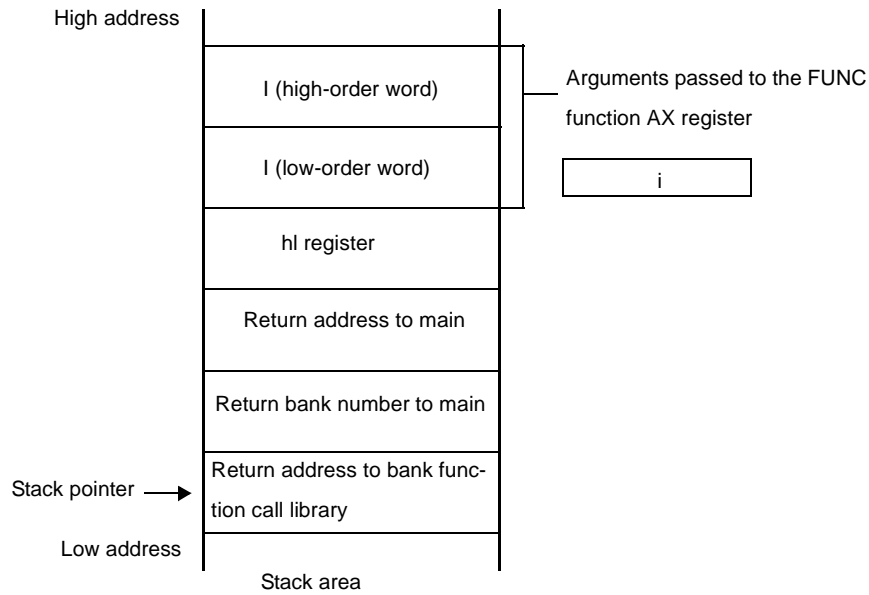 High address
I (high-order word)
Arguments passed to the FUNC
function AX register
I (low-order word)
i
hl register
Return address to main
Return bank number to main
Return address to bank func-
tion call library
Stack pointer
Low address
Stack area